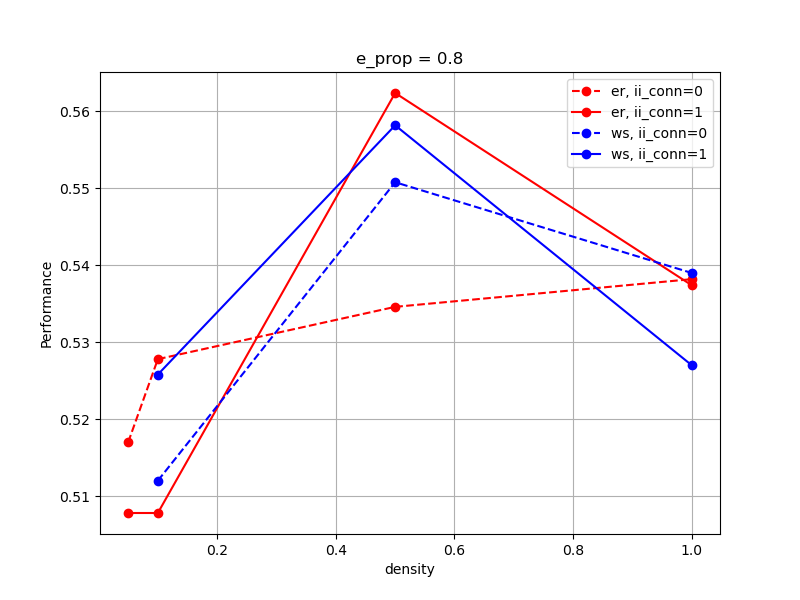 e_prop = 0.8
er, ii_conn=0
er, ii_conn=1
ws, ii_conn=0
ws, ii_conn=1
Performance
0.56
0.55
0.54
0.53
0.52
0.51
0.2 0.4 0.6 0.8 1.0
density